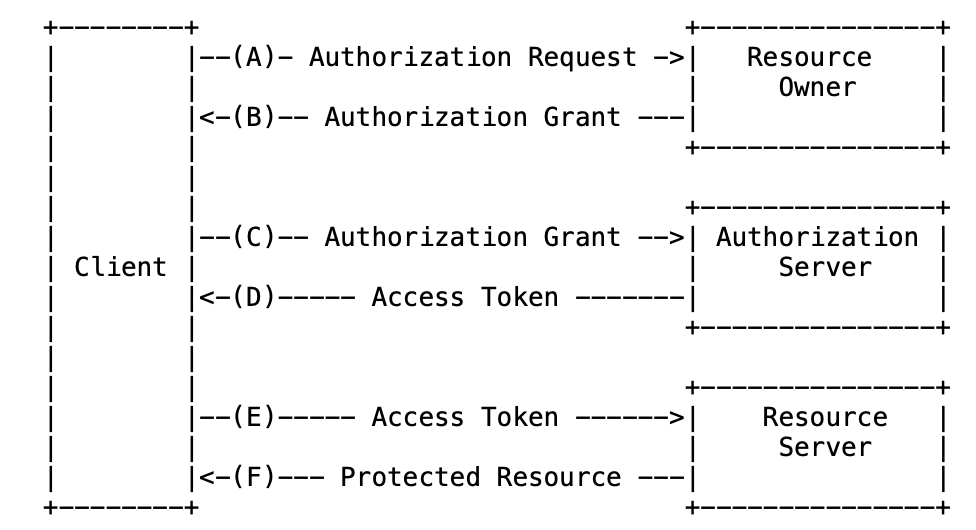 +--------+                               +---------------+
|        |--(A)- Authorization Request ->|   Resource    |
|        |                               |     Owner     |
|        |<-(B)-- Authorization Grant ---|               |
|        |                               +---------------+
|        |
|        |                               +---------------+
|        |--(C)-- Authorization Grant -->| Authorization |
| Client |                               |     Server    |
|        |<-(D)----- Access Token -------|               |
|        |                               +---------------+
|        |
|        |                               +---------------+
|        |--(E)----- Access Token ------>|    Resource   |
|        |                               |     Server    |
|        |<-(F)--- Protected Resource ---|               |
+--------+                               +---------------+